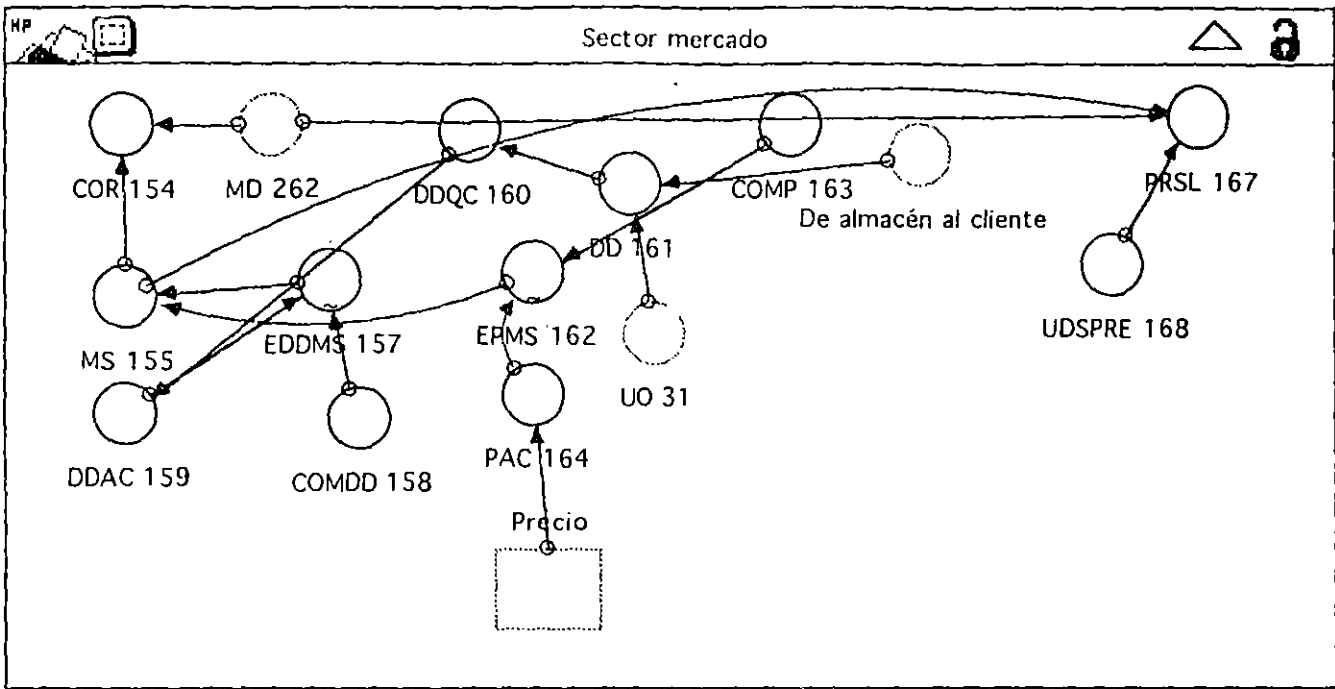 HP
Sector mercado
COR 154
MD 262
DDQC 160
COMP 163
PRSL 167
De almacén al cliente
DD 161
MS 155
EDDMS 157
EPMS 162
UO 31
UDSPRE 168
DDAC 159
COMDD 158
PAC 164
Precio